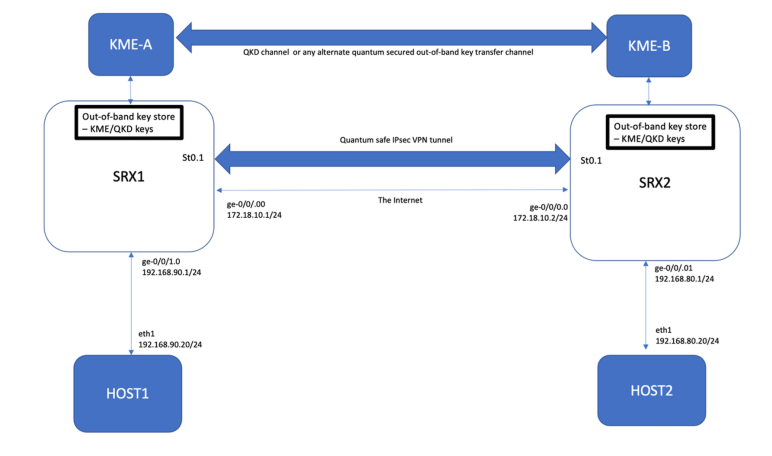 KME-A
KME-B
QKD channel or any alternate quantum secured out-of-band key transfer channel
Out-of-band key store
– KME/QKD keys
Out-of-band key store
– KME/QKD keys
Quantum safe IPsec VPN tunnel
St0.1
St0.1
SRX1
SRX2
The Internet
ge-0/0/.00
172.18.10.1/24
ge-0/0/0.0
172.18.10.2/24
ge-0/0/1.0
192.168.90.1/24
ge-0/0/.01
192.168.80.1/24
eth1
192.168.90.20/24
eth1
192.168.80.20/24
HOST1
HOST2